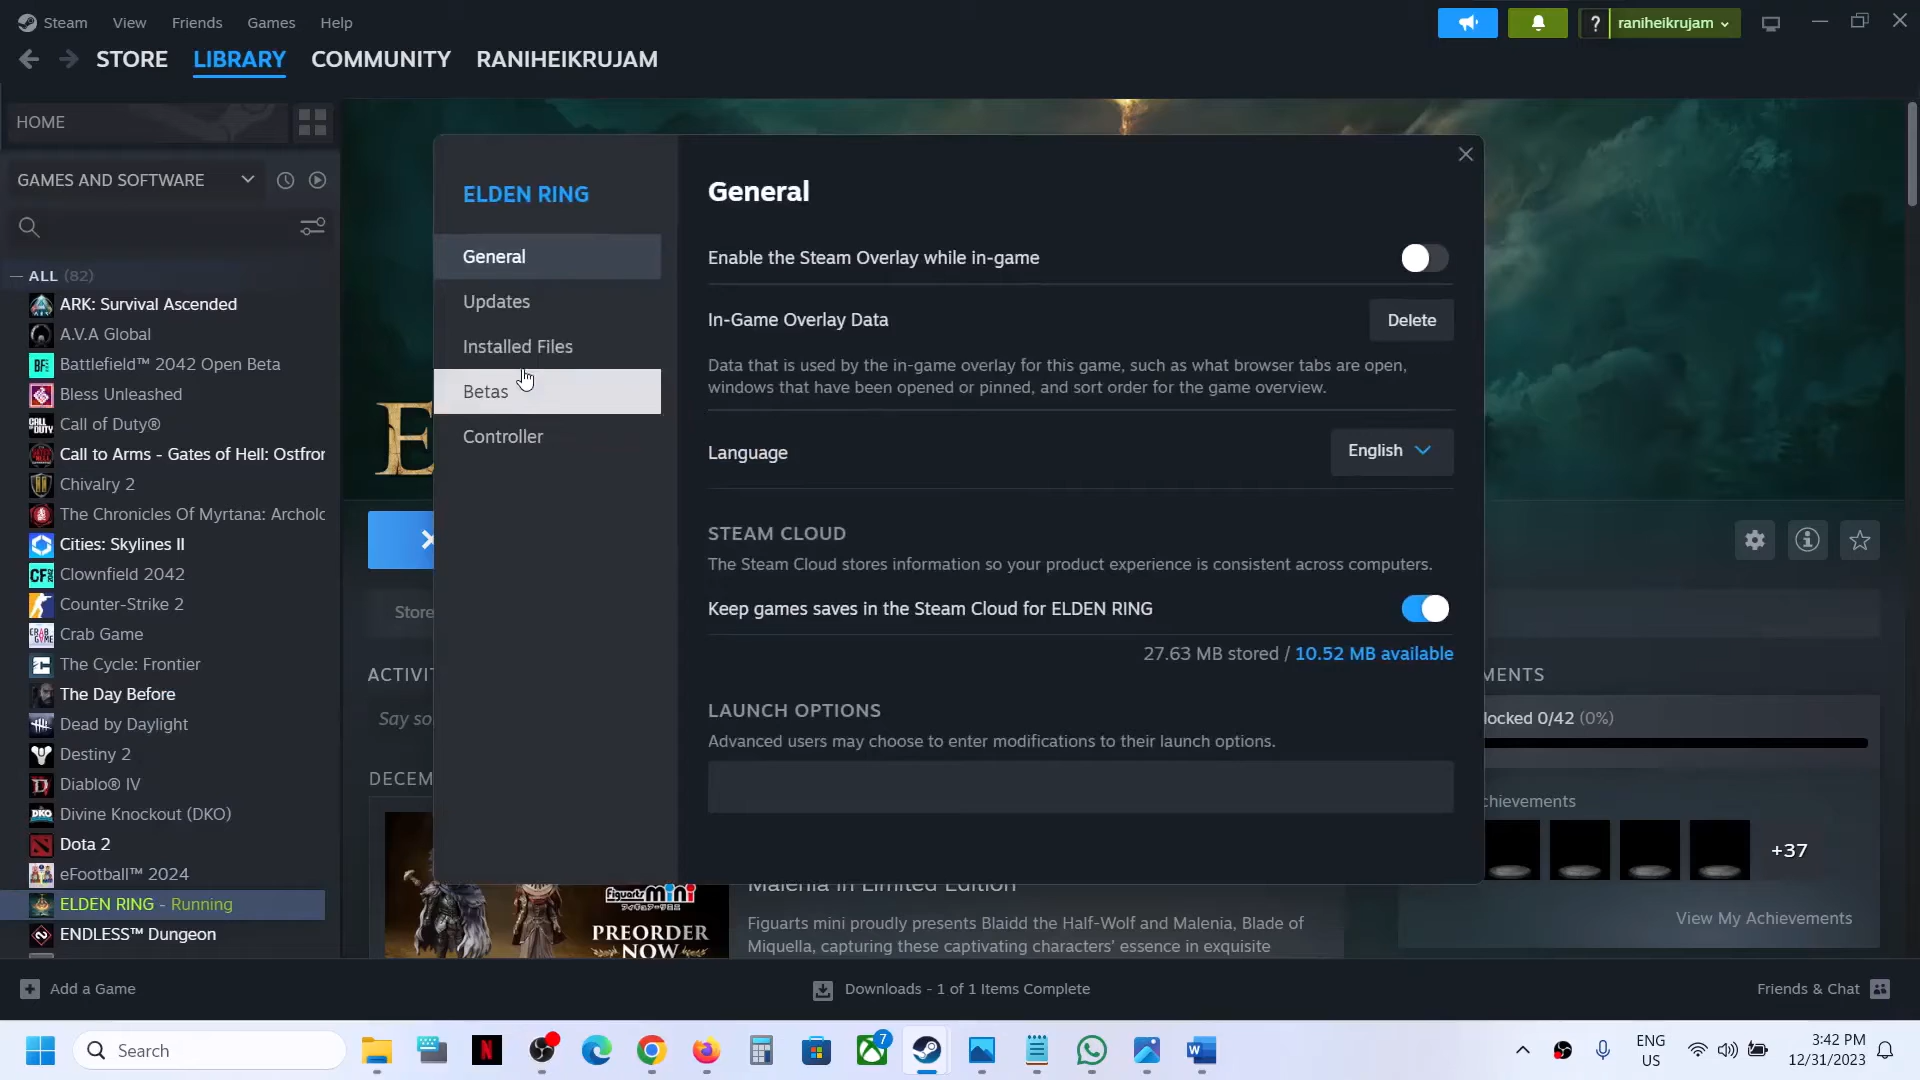 Steam View Friends Games Help
raniheikrujam
STORE LIBRARY COMMUNITY RANIHEIKRUJAM
HOME
GAMES AND SOFTWARE
ALL (82)
ARK: Survival Ascended
A.V.A Global
Battlefield™ 2042 Open Beta
Bless Unleashed
Call of Duty®
Call to Arms - Gates of Hell: Ostfror
Chivalry 2
The Chronicles Of Myrtana: Archolo
Cities: Skylines II
Clownfield 2042
Counter-Strike 2
Crab Game
The Cycle: Frontier
The Day Before
Dead by Daylight
Destiny 2
Diablo® IV
Divine Knockout (DKO)
Dota 2
eFootball™ 2024
ELDEN RING - Running
ENDLESS™ Dungeon
ELDEN RING
General
Updates
Installed Files
Betas
Controller
General
Enable the Steam Overlay while in-game
In-Game Overlay Data
Delete
Data that is used by the in-game overlay for this game, such as what browser tabs are open,
windows that have been opened or pinned, and sort order for the game overview.
Language
English
STEAM CLOUD
The Steam Cloud stores information so your product experience is consistent across computers.
Keep games saves in the Steam Cloud for ELDEN RING
27.63 MB stored / 10.52 MB available
LAUNCH OPTIONS
Advanced users may choose to enter modifications to their launch options.
E
Store
ACTIVIT
Say so
DECEM
PREORDER
NOW
Malenia in Limited Edition
Figuarts mini proudly presents Blaidd the Half-Wolf and Malenia, Blade of
Miquella, capturing these captivating characters' essence in exquisite
MENTS
locked 0/42 (0%)
chievements
+37
View My Achievements
Add a Game
Downloads - 1 of 1 Items Complete
Friends & Chat
Search
7
ENG
US
3:42 PM
12/31/2023